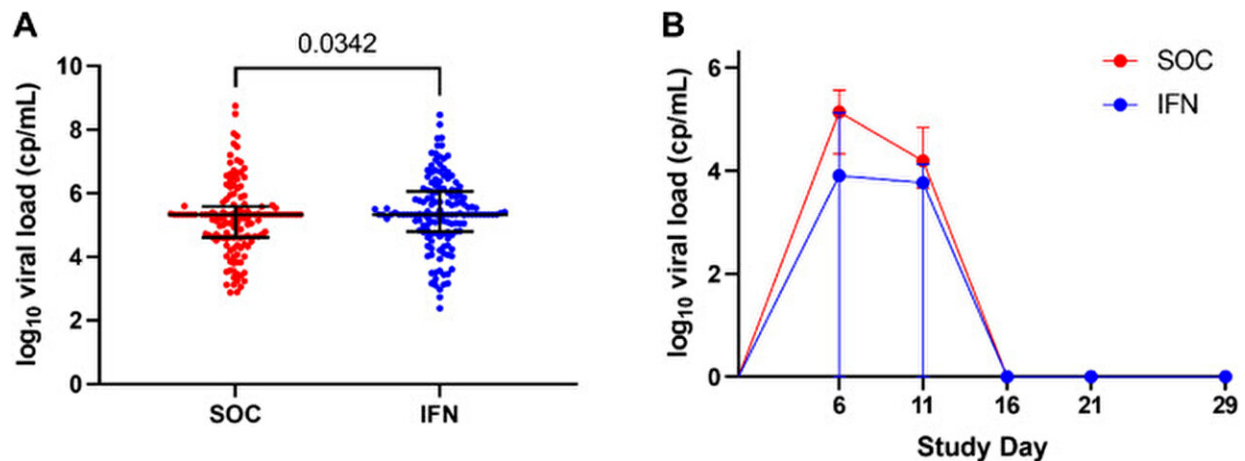 A
0.0342
log10 viral load (cp/mL)
10
8
6
4
2
0
SOC
IFN
B
SOC
IFN
log10 viral load (cp/mL)
6
4
2
0
6 11 16 21 29
Study Day